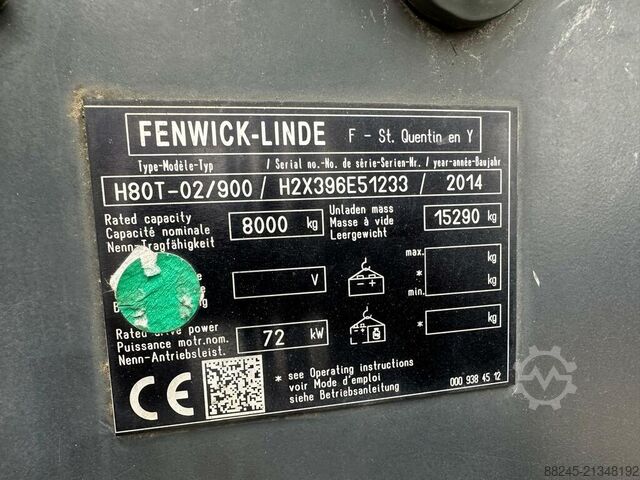 FENWICK-LINDE F - St. Quentin en Y
Type-Modèle-Typ / Serial no.-No. de série-Serien-Nr. / year-année-Baujahr
H80T-02/900 / H2X396E51233 / 2014
Rated capacity
Capacité nominale
Nenn-Tragfähigkeit
8000 kg
Unladen mass
Masse à vide
Leergewicht
15290 kg
V
max. kg
*
min. kg
Rated drive power
Puissance motr.nom.
Nenn-Antriebsleist.
72 kW
* kg
CE
* see Operating instructions
voir Mode d'emploi
siehe Betriebsanleitung
000 938 45 12
88245-21348192